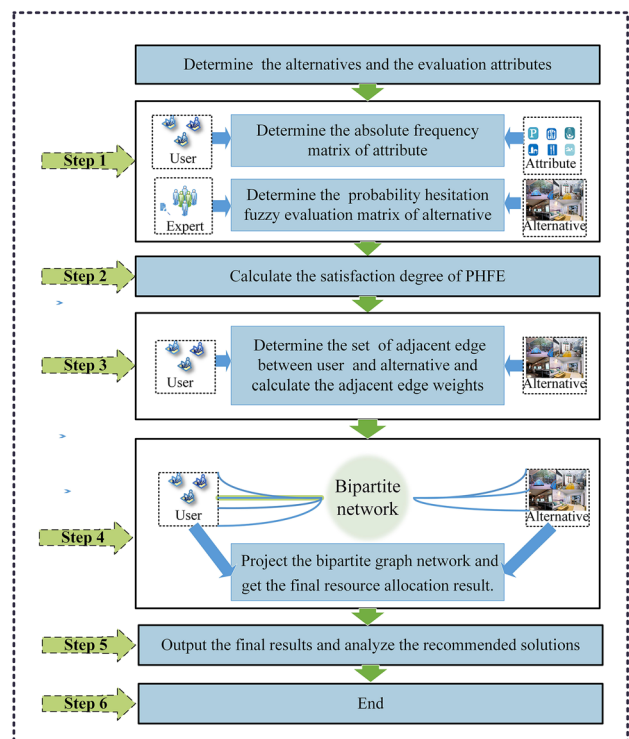 Determine the alternatives and the evaluation attributes
Step 1
User
Determine the absolute frequency
matrix of attribute
P
Attribute
Expert
Determine the probability hesitation
fuzzy evaluation matrix of alternative
Alternative
Step 2
Calculate the satisfaction degree of PHFE
Step 3
User
Determine the set of adjacent edge
between user and alternative and
calculate the adjacent edge weights
Alternative
Step 4
User
Bipartite
network
Alternative
Project the bipartite graph network and
get the final resource allocation result.
Step 5
Output the final results and analyze the recommended solutions
Step 6
End